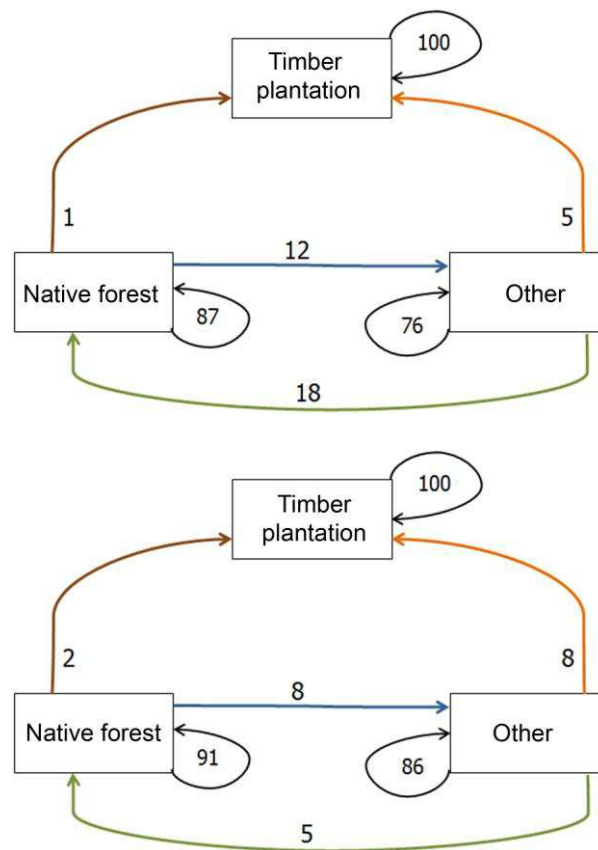 Timber
plantation
100
1
5
12
Native forest
87
76
Other
18
Timber
plantation
100
2
8
8
Native forest
91
86
Other
5